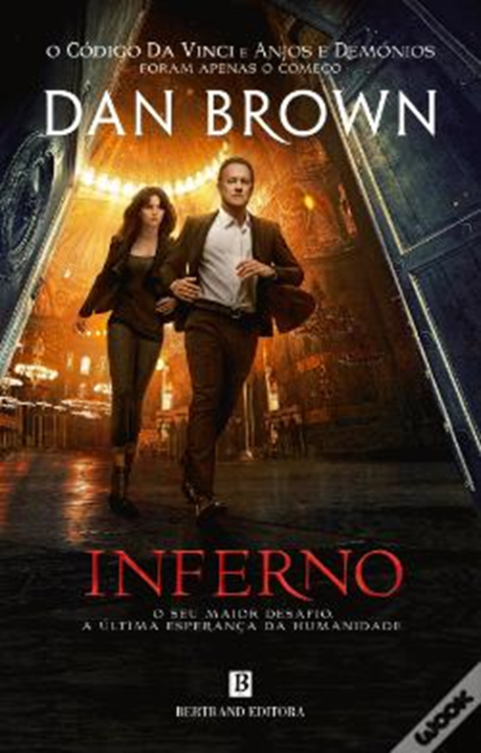 O CÓDIGO DA VINCI E ANJOS E DEMÓNIOS
FORAM APENAS O COMEÇO
DAN BROWN
INFERNO
O SEU MAIOR DESAFIO.
A ÚLTIMA ESPERANÇA DA HUMANIDADE
B
BERTRAND EDITORA
WOOK